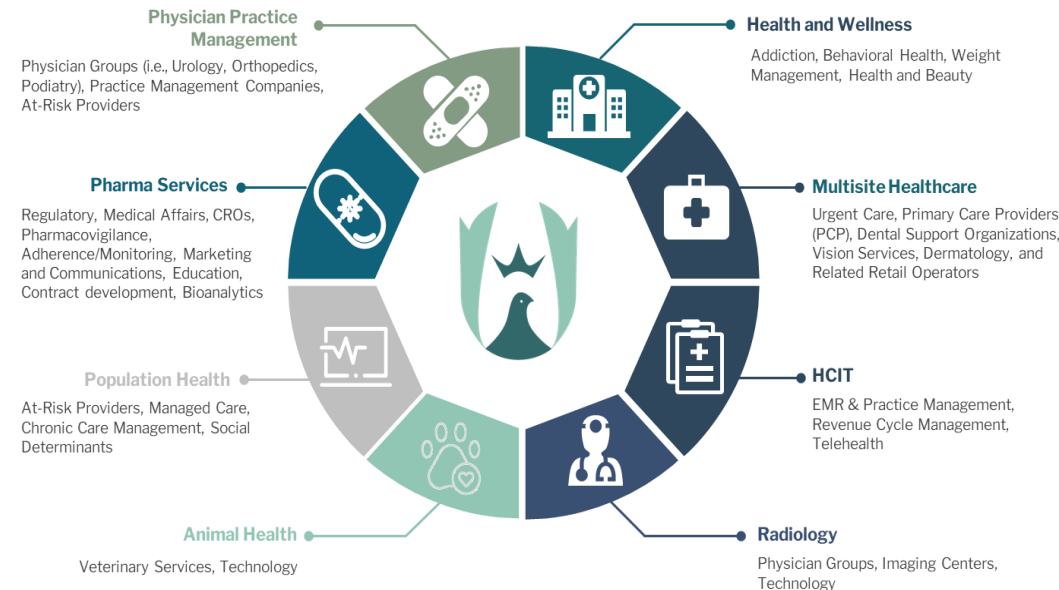 Physician Practice
Management
Physician Groups (i.e., Urology, Orthopedics,
Podiatry), Practice Management Companies,
At-Risk Providers
Health and Wellness
Addiction, Behavioral Health, Weight
Management, Health and Beauty
Pharma Services
Regulatory, Medical Affairs, CROs,
Pharmacovigilance,
Adherence/Monitoring, Marketing
and Communications, Education,
Contract development, Bioanalytics
Multisite Healthcare
Urgent Care, Primary Care Providers
(PCP), Dental Support Organizations,
Vision Services, Dermatology, and
Related Retail Operators
Population Health
At-Risk Providers, Managed Care,
Chronic Care Management, Social
Determinants
HCIT
EMR & Practice Management,
Revenue Cycle Management,
Telehealth
Animal Health
Veterinary Services, Technology
Radiology
Physician Groups, Imaging Centers,
Technology